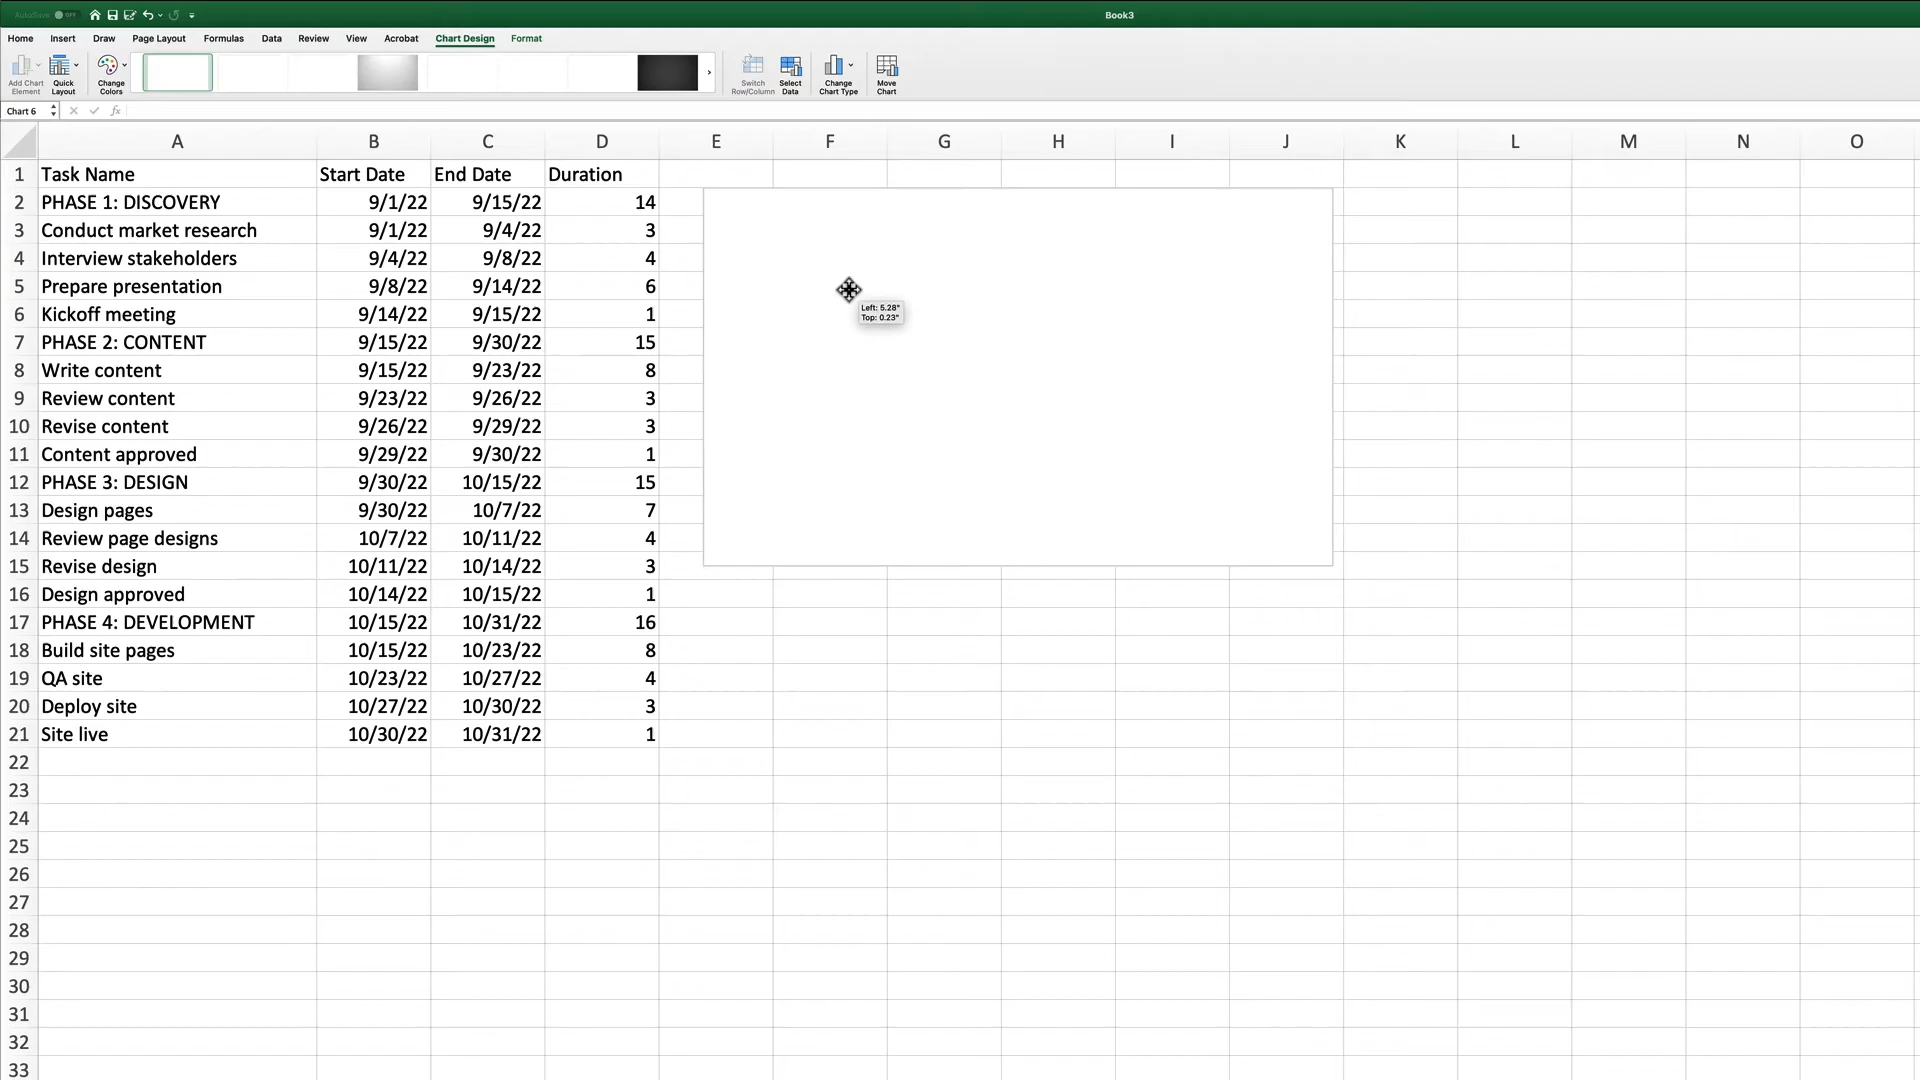 AutoSave OFF Book3
Home Insert Draw Page Layout Formulas Data Review View Acrobat Chart Design Format
Add Chart Element Quick Layout Change Colors Switch Row/Column Select Data Change Chart Type Move Chart
Chart 6 fx
A B C D E F G H I J K L M N O
1 Task Name Start Date End Date Duration
2 PHASE 1: DISCOVERY 9/1/22 9/15/22 14
3 Conduct market research 9/1/22 9/4/22 3
4 Interview stakeholders 9/4/22 9/8/22 4
5 Prepare presentation 9/8/22 9/14/22 6
Left: 5.28"
Top: 0.23"
6 Kickoff meeting 9/14/22 9/15/22 1
7 PHASE 2: CONTENT 9/15/22 9/30/22 15
8 Write content 9/15/22 9/23/22 8
9 Review content 9/23/22 9/26/22 3
10 Revise content 9/26/22 9/29/22 3
11 Content approved 9/29/22 9/30/22 1
12 PHASE 3: DESIGN 9/30/22 10/15/22 15
13 Design pages 9/30/22 10/7/22 7
14 Review page designs 10/7/22 10/11/22 4
15 Revise design 10/11/22 10/14/22 3
16 Design approved 10/14/22 10/15/22 1
17 PHASE 4: DEVELOPMENT 10/15/22 10/31/22 16
18 Build site pages 10/15/22 10/23/22 8
19 QA site 10/23/22 10/27/22 4
20 Deploy site 10/27/22 10/30/22 3
21 Site live 10/30/22 10/31/22 1
22
23
24
25
26
27
28
29
30
31
32
33